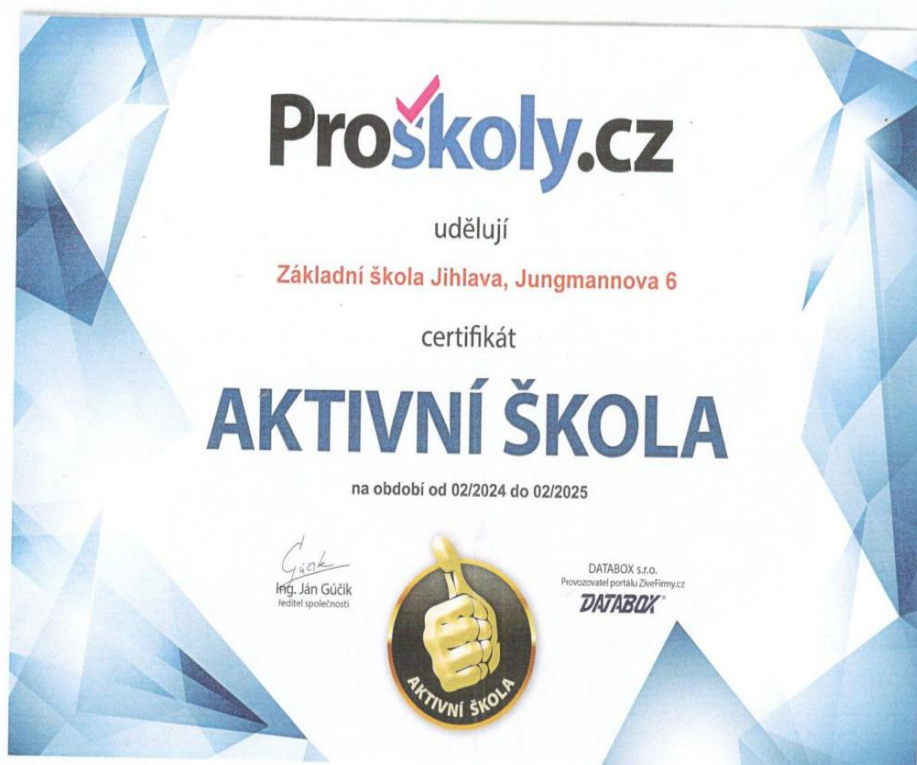 Proškoly.cz
udělují
Základní škola Jihlava, Jungmannova 6
certifikát
AKTIVNÍ ŠKOLA
na období od 02/2024 do 02/2025
Gúčik
Ing. Ján Gúčik
ředitel společnosti
DATABOX s.r.o.
Provozovatel portálu ZiveFirmy.cz
DATABOX®
AKTIVNÍ ŠKOLA